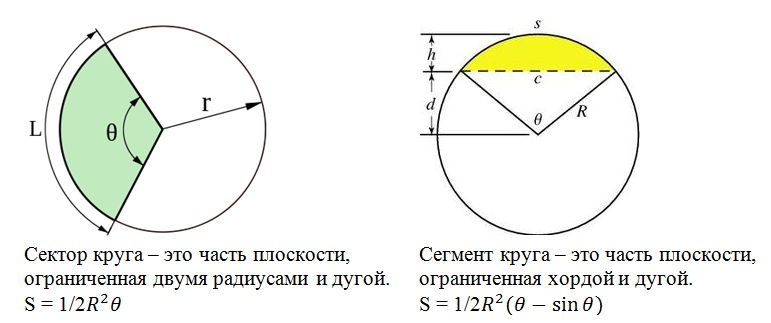 L
θ
r
Сектор круга – это часть плоскости,
ограниченная двумя радиусами и дугой.
S = 1/2𝑅²𝜃
s
h
c
d
θ
R
Сегмент круга – это часть плоскости,
ограниченная хордой и дугой.
S = 1/2𝑅²(𝜃 − sin 𝜃)